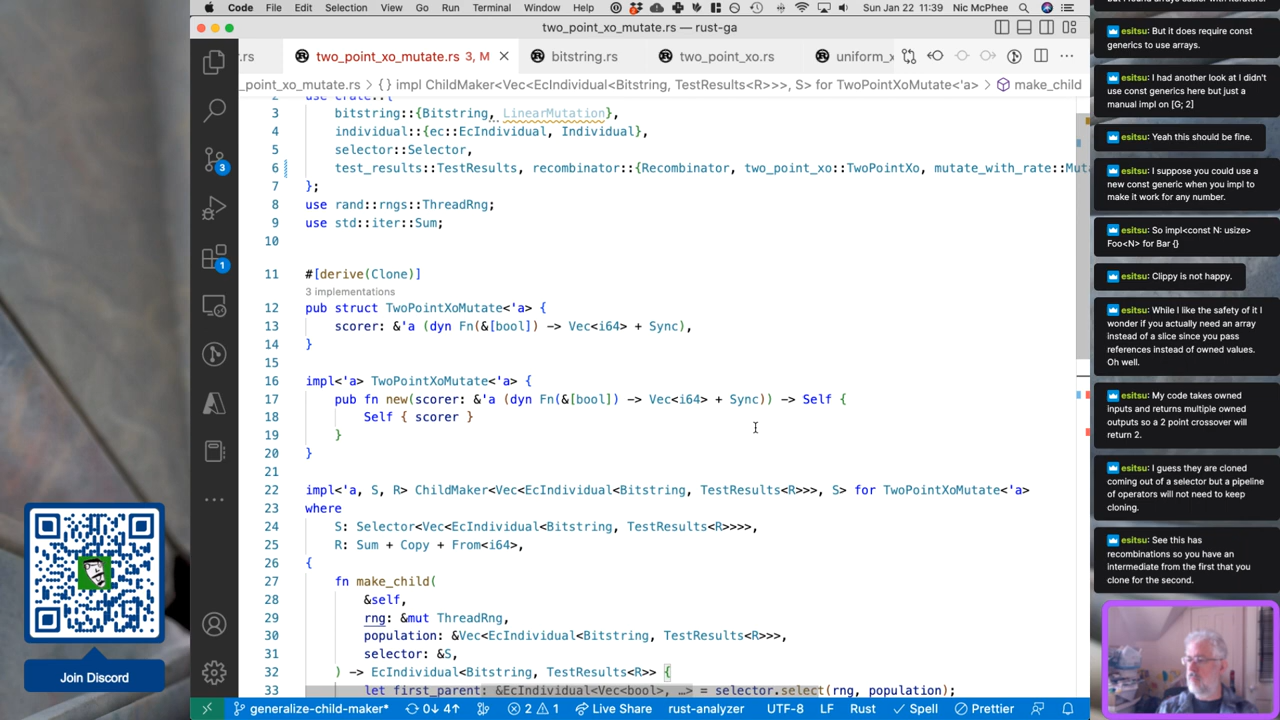 Code File Edit Selection View Go Run Terminal Window Help Sun Jan 22 11:39 Nic McPhee
two_point_xo_mutate.rs — rust-ga
.rs two_point_xo_mutate.rs 3, M bitstring.rs two_point_xo.rs uniform_x
_point_xo_mutate.rs > {} impl ChildMaker<Vec<EcIndividual<Bitstring, TestResults<R>>>, S> for TwoPointXoMutate<'a> > make_child
3 bitstring::{Bitstring, LinearMutation},
4 individual::{ec::EcIndividual, Individual},
5 selector::Selector,
6 test_results::TestResults, recombinator::{Recombinator, two_point_xo::TwoPointXo, mutate_with_rate::Muta
7 };
8 use rand::rngs::ThreadRng;
9 use std::iter::Sum;
10
11 #[derive(Clone)]
3 implementations
12 pub struct TwoPointXoMutate<'a> {
13 scorer: &'a (dyn Fn(&[bool]) -> Vec<i64> + Sync),
14 }
15
16 impl<'a> TwoPointXoMutate<'a> {
17 pub fn new(scorer: &'a (dyn Fn(&[bool]) -> Vec<i64> + Sync)) -> Self {
18 Self { scorer }
19 }
20 }
21
22 impl<'a, S, R> ChildMaker<Vec<EcIndividual<Bitstring, TestResults<R>>>, S> for TwoPointXoMutate<'a>
23 where
24 S: Selector<Vec<EcIndividual<Bitstring, TestResults<R>>>>,
25 R: Sum + Copy + From<i64>,
26 {
27 fn make_child(
28 &self,
29 rng: &mut ThreadRng,
30 population: &Vec<EcIndividual<Bitstring, TestResults<R>>>,
31 selector: &S,
32 ) -> EcIndividual<Bitstring, TestResults<R>> {
33 let first_parent: &EcIndividual<Vec<bool>, …> = selector.select(rng, population);
3
1
generalize-child-maker* 0↓ 4↑ 2 1 Live Share rust-analyzer UTF-8 LF Rust Spell Prettier
Join Discord
esitsu: But it does require const
generics to use arrays.
esitsu: I had another look at I didn't
use const generics here but just a
manual impl on [G; 2]
esitsu: Yeah this should be fine.
esitsu: I suppose you could use a
new const generic when you impl to
make it work for any number.
esitsu: So impl<const N: usize>
Foo<N> for Bar {}
esitsu: Clippy is not happy.
esitsu: While I like the safety of it I
wonder if you actually need an array
instead of a slice since you pass
references instead of owned values.
Oh well.
esitsu: My code takes owned
inputs and returns multiple owned
outputs so a 2 point crossover will
return 2.
esitsu: I guess they are cloned
coming out of a selector but a pipeline
of operators will not need to keep
cloning.
esitsu: See this has
recombinations so you have an
intermediate from the first that you
clone for the second.